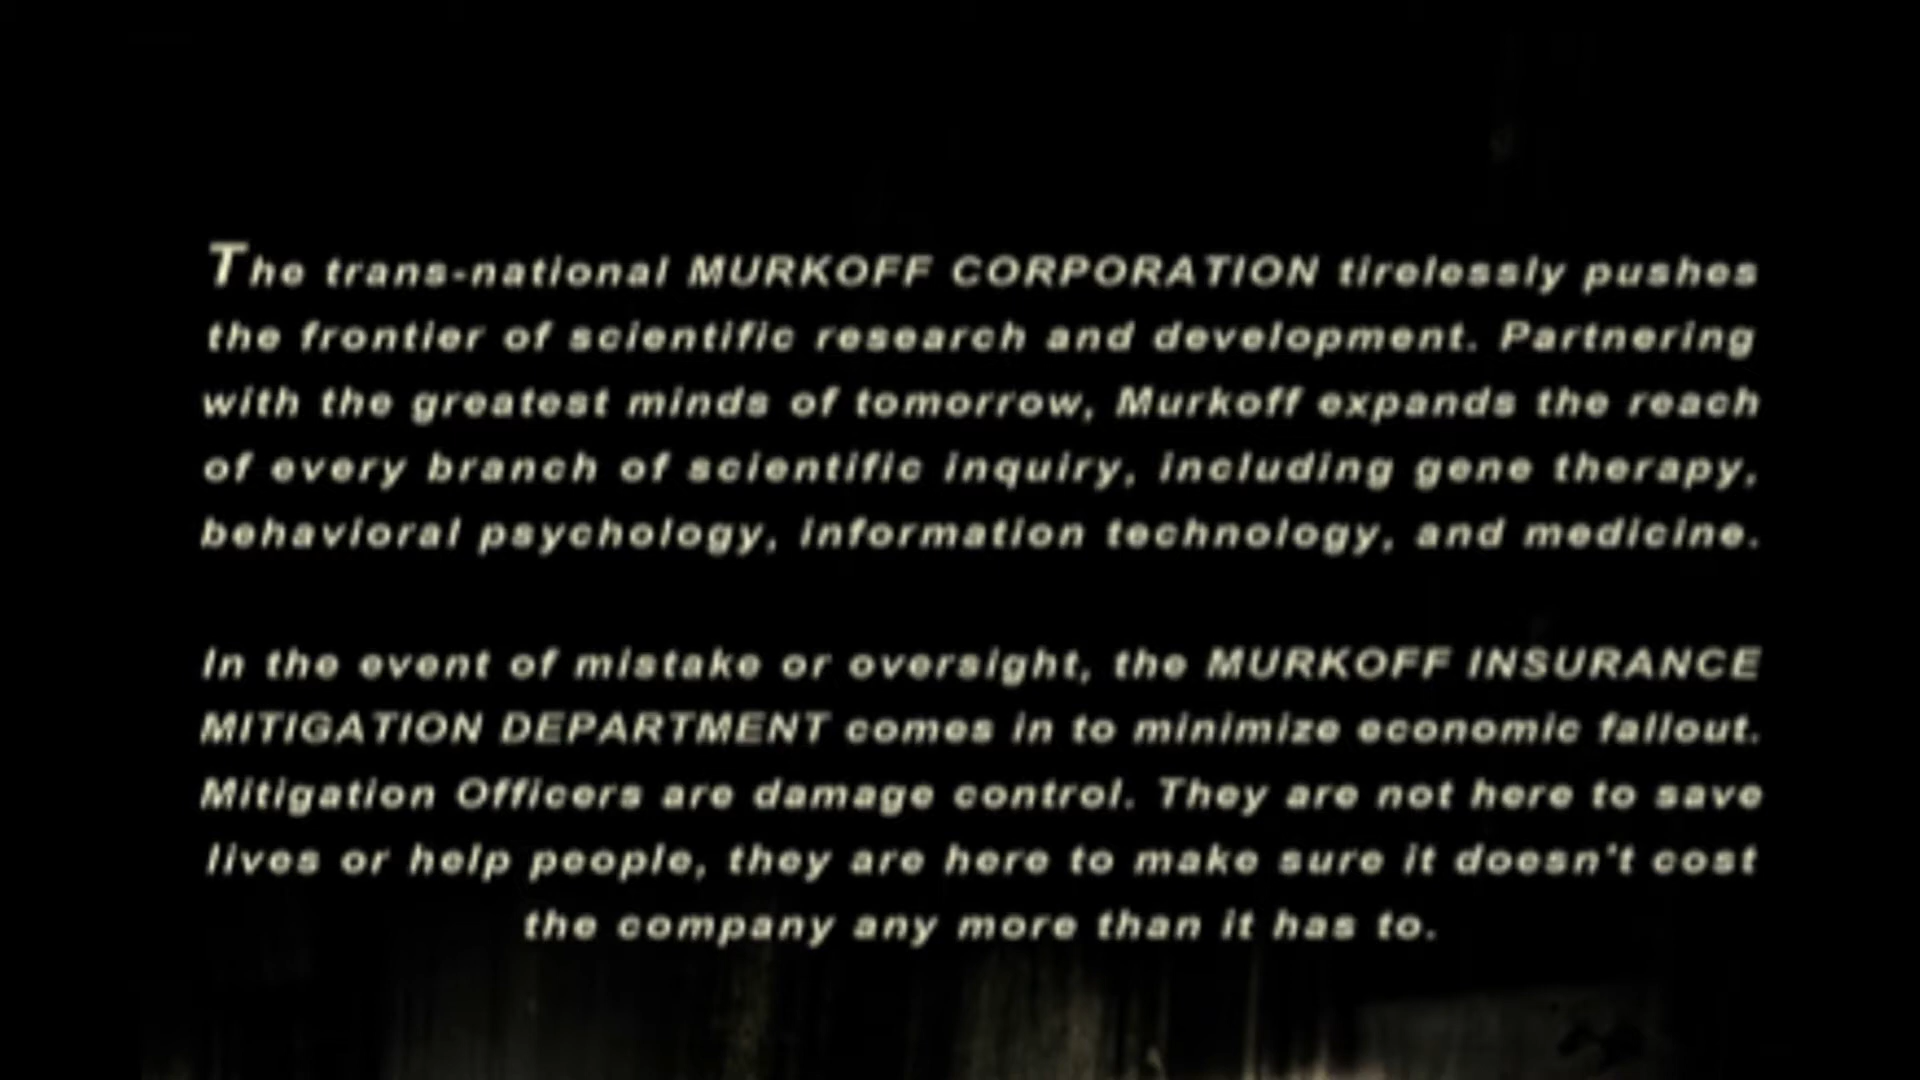 The trans-national MURKOFF CORPORATION tirelessly pushes
the frontier of scientific research and development. Partnering
with the greatest minds of tomorrow, Murkoff expands the reach
of every branch of scientific inquiry, including gene therapy,
behavioral psychology, information technology, and medicine.
In the event of mistake or oversight, the MURKOFF INSURANCE
MITIGATION DEPARTMENT comes in to minimize economic fallout.
Mitigation Officers are damage control. They are not here to save
lives or help people, they are here to make sure it doesn't cost
the company any more than it has to.